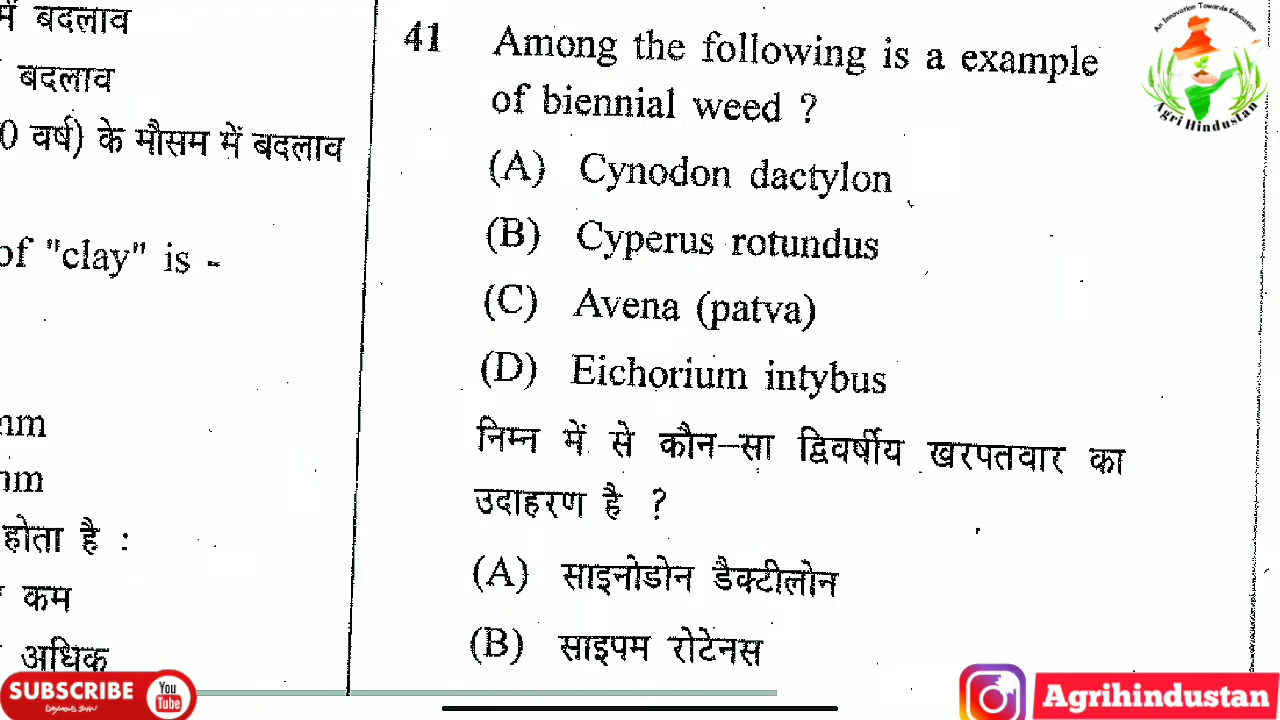 में बदलाव
बदलाव
0 वर्ष) के मौसम में बदलाव
of "clay" is -
mm
mm
होता है :
कम
अधिक
41 Among the following is a example
of biennial weed ?
(A) Cynodon dactylon
(B) Cyperus rotundus
(C) Avena (patva)
(D) Eichorium intybus
निम्न में से कौन-सा द्विवर्षीय खरपतवार का
उदाहरण है ?
(A) साइनोडोन डैक्टीलोन
(B) साइपम रोटेनस
An Innovation Towards Education
Agri Hindustan
SUBSCRIBE
You
Tube
Agrihindustan